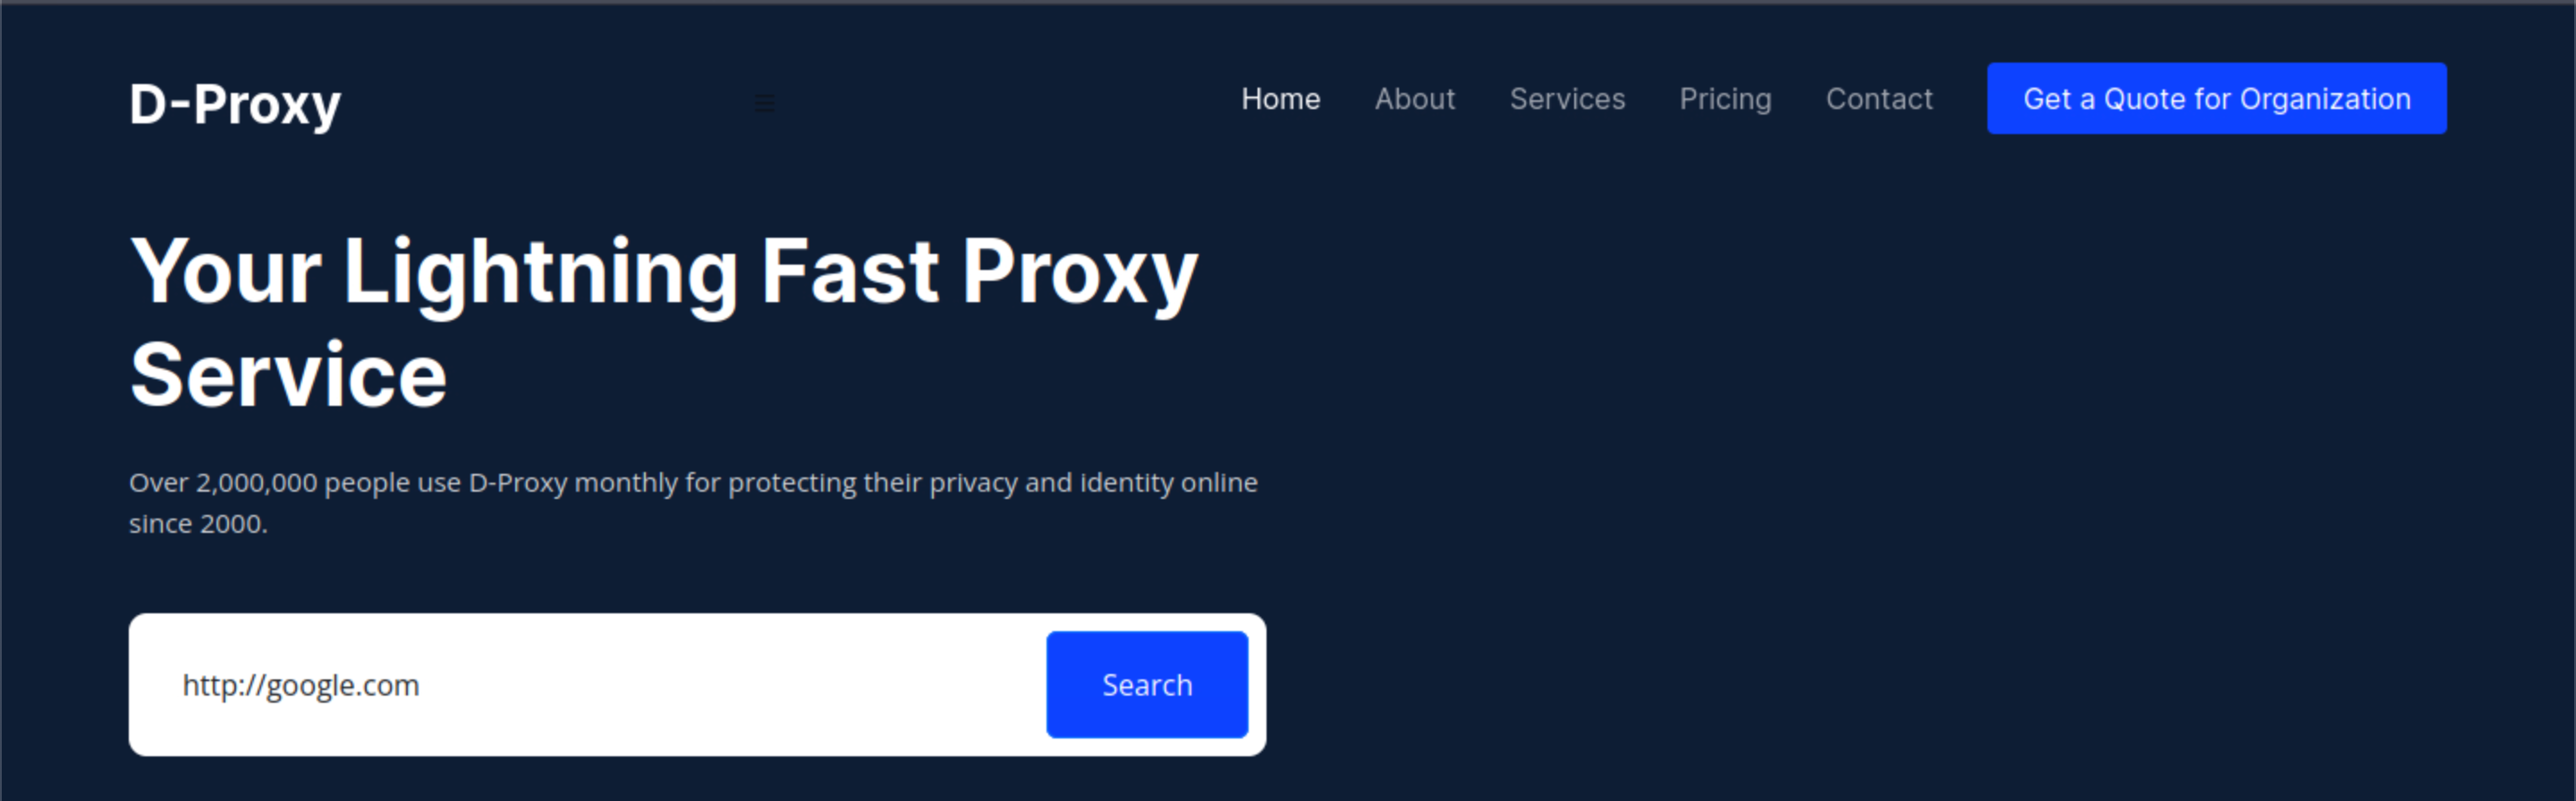 D-Proxy
Home
About
Services
Pricing
Contact
Get a Quote for Organization
Your Lightning Fast Proxy
Service
Over 2,000,000 people use D-Proxy monthly for protecting their privacy and identity online
since 2000.
http://google.com
Search